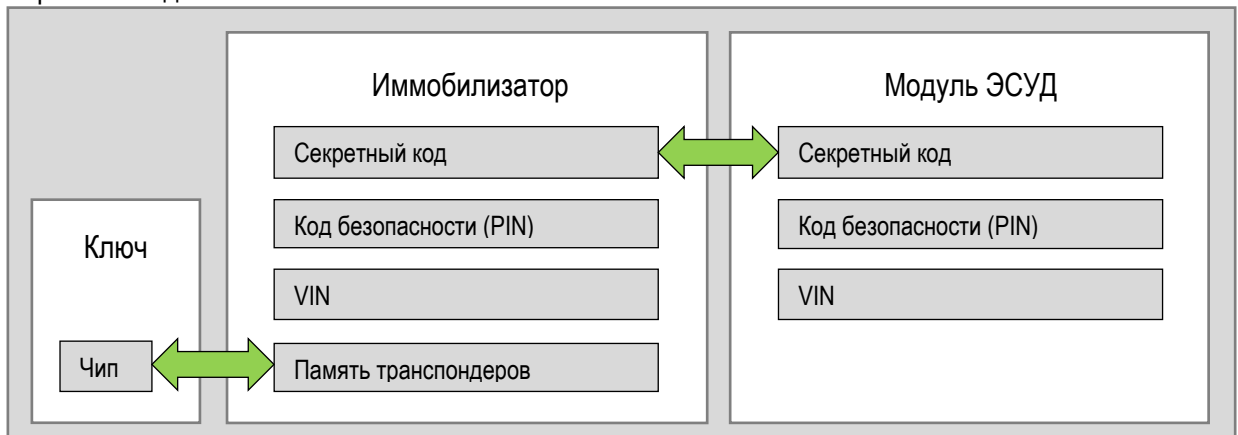 Иммобилизатор
Модуль ЭСУД
Секретный код
Секретный код
Код безопасности (PIN)
Код безопасности (PIN)
Ключ
VIN
VIN
Чип
Память транспондеров